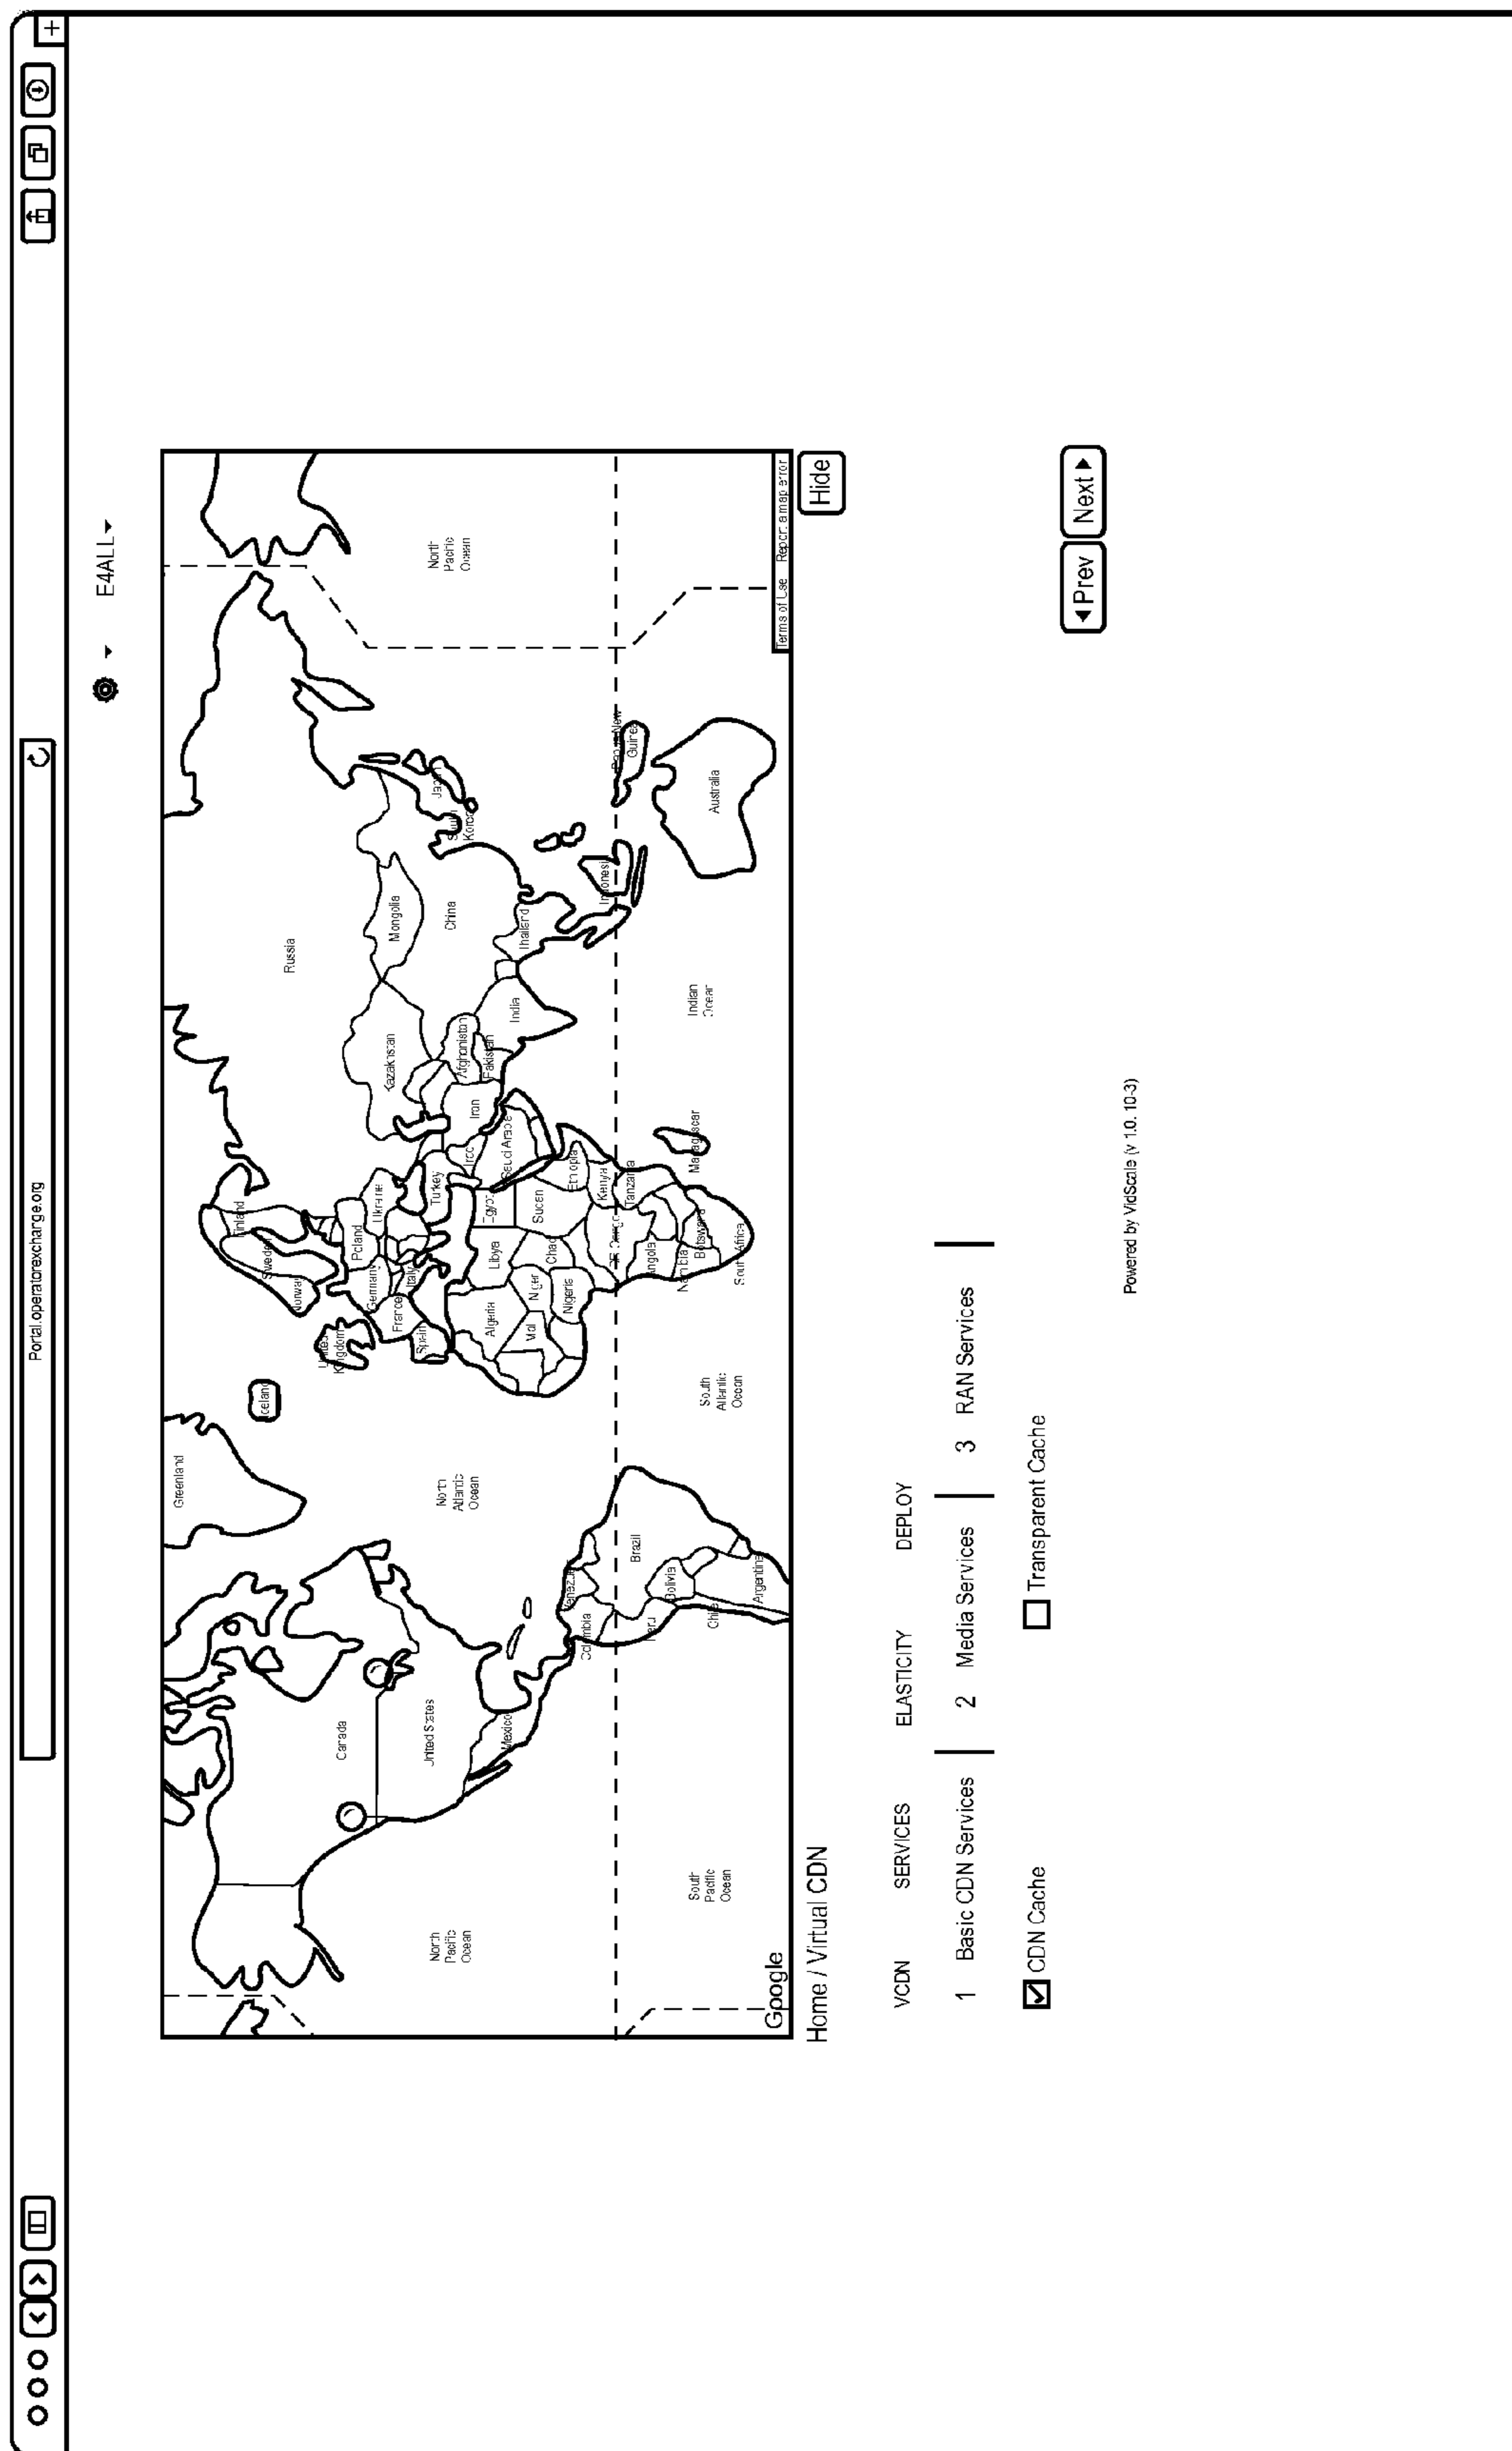 Portal.operatorexchange.org
E4ALL
Greenland
Iceland
Norway
Sweden
Finland
Russia
United
Kingdom
Canada
Poland
Germany
Ukraine
France
Italy
Spain
Kazakhstan
Mongolia
United States
Turkey
China
Japan
South
Korea
North
Pacific
Ocean
North
Atlantic
Ocean
North
Pacific
Ocean
Afghanistan
Iran
Pakistan
Algeria
Libya
Egypt
Saudi Arabia
India
Thailand
Mexico
Mali
Niger
Chad
Nigeria
Ethiopia
Venezuela
Colombia
Kenya
Indonesia
Guinea
Brazil
Tanzania
Peru
Bolivia
Angola
Namibia
Botswana
Madagascar
South
Pacific
Ocean
South
Atlantic
Ocean
Indian
Ocean
Australia
Chile
South Africa
Argentina
Google
Terms of Use Report a map error
Home / Virtual CDN
Hide
VCDN SERVICES ELASTICITY DEPLOY
1 Basic CDN Services 2 Media Services 3 RAN Services
CDN Cache Transparent Cache
Prev Next
Powered by VidScale (v 1.0. 10-3)